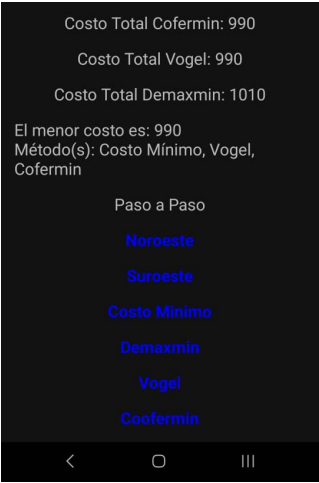 Costo Total Cofermin: 990
Costo Total Vogel: 990
Costo Total Demaxmin: 1010
El menor costo es: 990
Método(s): Costo Mínimo, Vogel,
Cofermin
Paso a Paso
Noroeste
Suroeste
Costo Mínimo
Demaxmin
Vogel
Coofermin